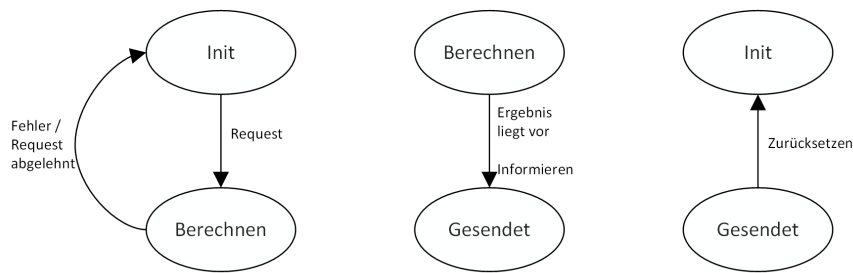 Init
Fehler /
Request
abgelehnt
Request
Berechnen
Berechnen
Ergebnis
liegt vor
Informieren
Gesendet
Init
Zurücksetzen
Gesendet